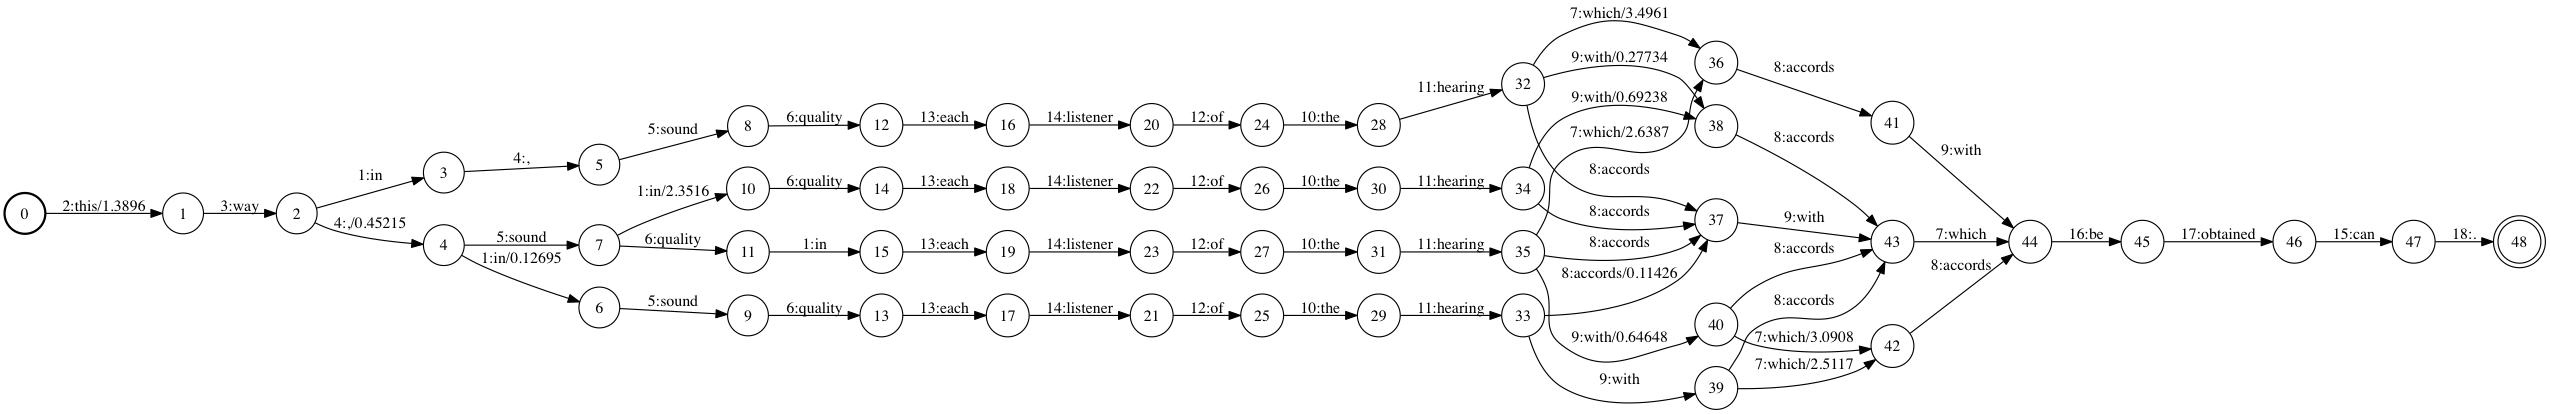 7:which/3.4961
9:with/0.27734
32 36 8:accords
11:hearing 9:with/0.69238 41
5:sound 8 6:quality 12 13:each 16 14:listener 20 12:of 24 10:the 28 7:which/2.6387 38 8:accords 9:with
1:in 3 4:, 5 8:accords
1:in/2.3516 10 6:quality 14 13:each 18 14:listener 22 12:of 26 10:the 30 11:hearing 34 8:accords 37 9:with
0 2:this/1.3896 1 3:way 2 4:,/0.45215 4 5:sound 7 6:quality 11 1:in 15 13:each 19 14:listener 23 12:of 27 10:the 31 11:hearing 35 8:accords 8:accords 43 7:which 44 16:be 45 17:obtained 46 15:can 47 18:. 48
1:in/0.12695 8:accords/0.11426 8:accords
6 5:sound 9 6:quality 13 13:each 17 14:listener 21 12:of 25 10:the 29 11:hearing 33 8:accords
9:with/0.64648 40 7:which/3.0908 42
9:with 39 7:which/2.5117